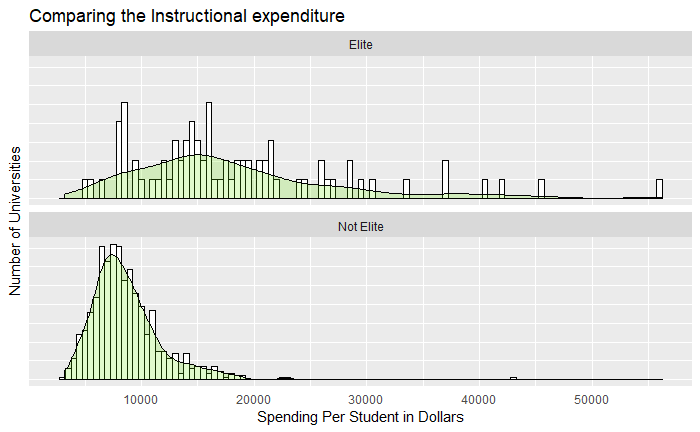 Comparing the Instructional expenditure
Elite
Number of Universities
Not Elite
10000 20000 30000 40000 50000
Spending Per Student in Dollars